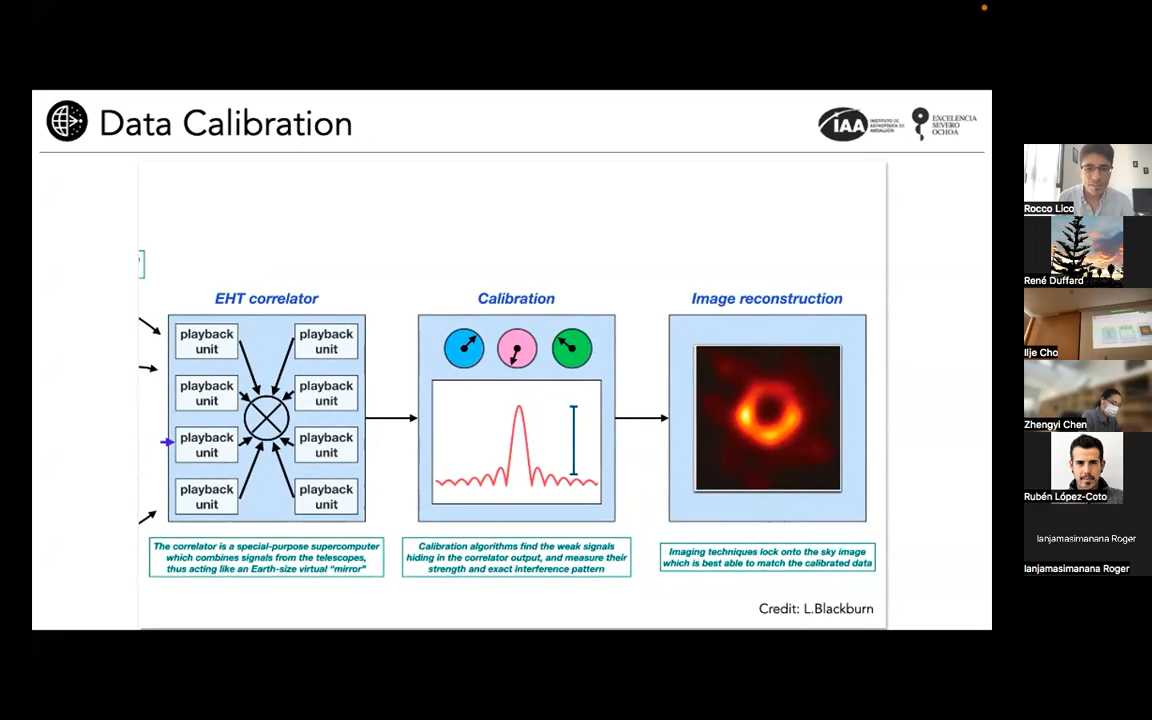 Data Calibration
IAA
INSTITUTO DE
ASTROFÍSICA DE
ANDALUCÍA
EXCELENCIA
SEVERO
OCHOA
EHT correlator
playback
unit
playback
unit
playback
unit
playback
unit
playback
unit
playback
unit
playback
unit
playback
unit
The correlator is a special-purpose supercomputer
which combines signals from the telescopes,
thus acting like an Earth-size virtual “mirror”
Calibration
Calibration algorithms find the weak signals
hiding in the correlator output, and measure their
strength and exact interference pattern
Image reconstruction
Imaging techniques lock onto the sky image
which is best able to match the calibrated data
Credit: L.Blackburn
Rocco Lico
René Duffard
Ilje Cho
Zhengyi Chen
Rubén López-Coto
Ianjamasimanana Roger
Ianjamasimanana Roger